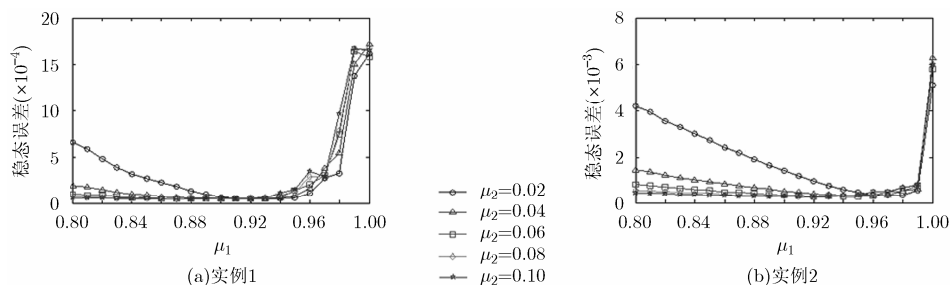 20
15
10
5
0
稳态误差(×10⁻⁴)
0.80 0.84 0.88 0.92 0.96 1.00
μ₁
(a)实例1
μ₂=0.02
μ₂=0.04
μ₂=0.06
μ₂=0.08
μ₂=0.10
8
6
4
2
0
稳态误差(×10⁻³)
0.80 0.84 0.88 0.92 0.96 1.00
μ₁
(b)实例2